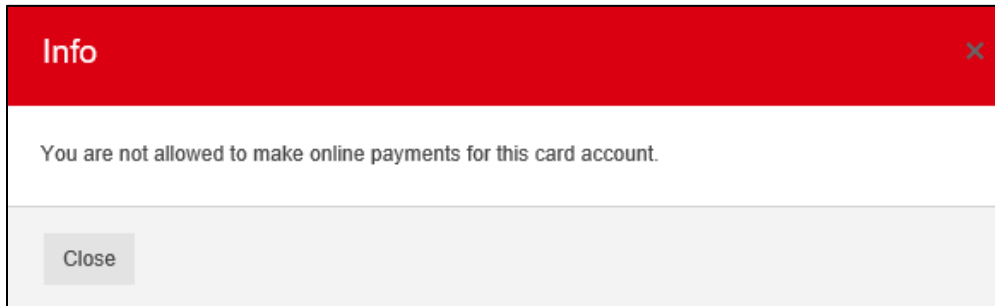 Info
You are not allowed to make online payments for this card account.
Close